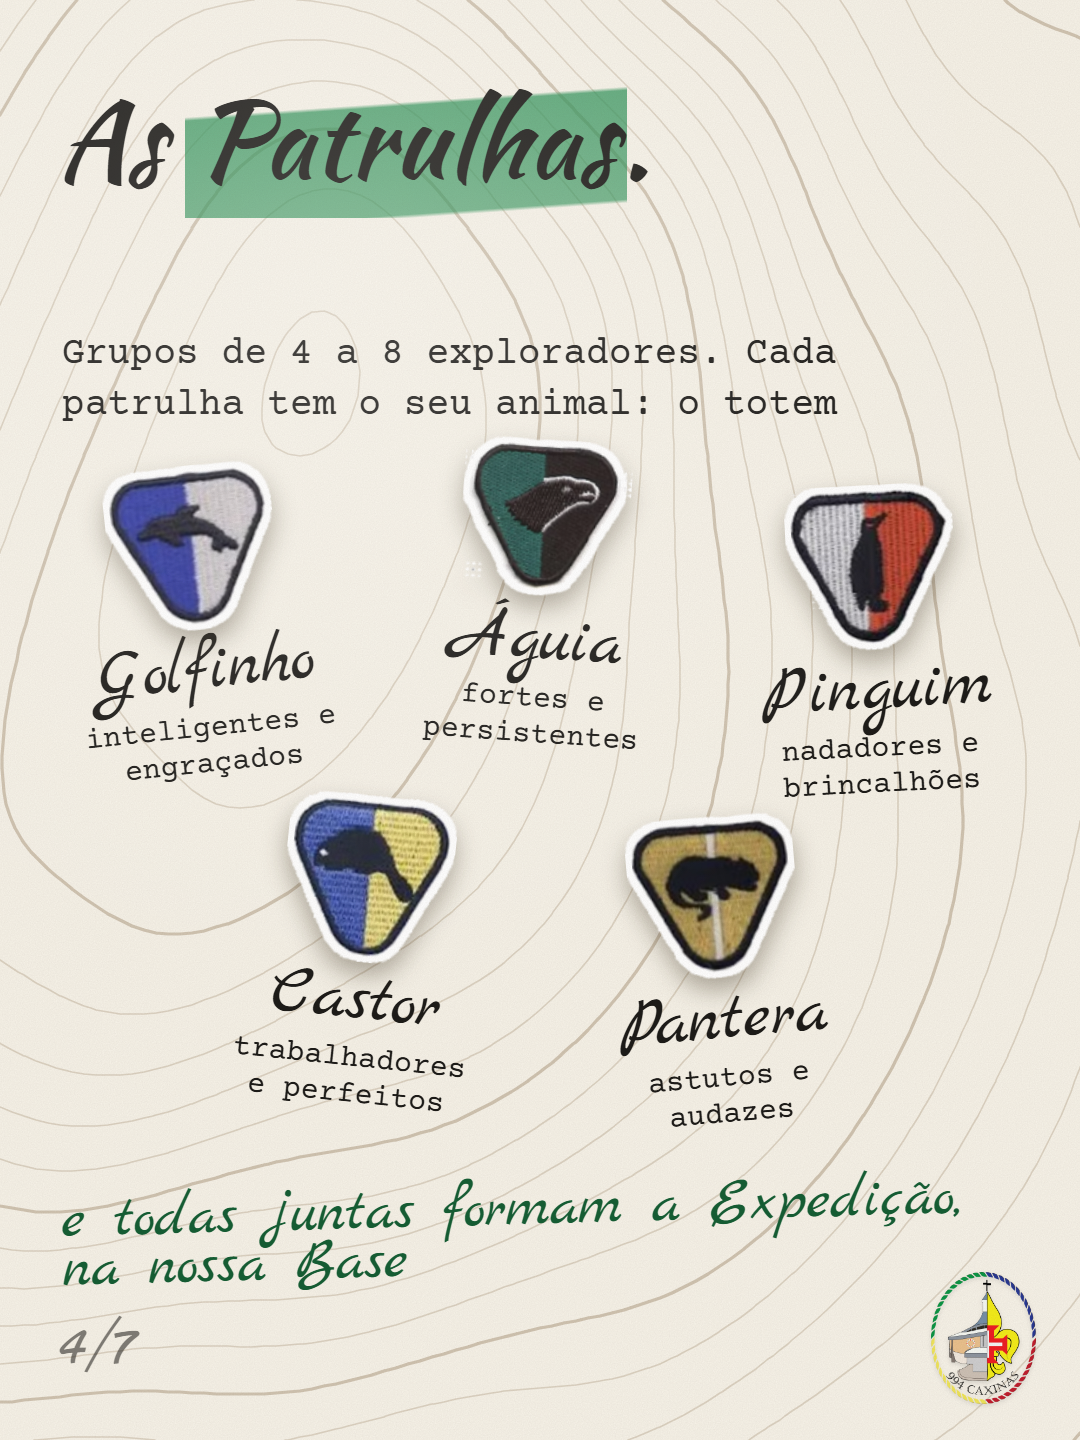 As Patrulhas.
Grupos de 4 a 8 exploradores. Cada
patrulha tem o seu animal: o totem
Golfinho
inteligentes e
engraçados
Águia
fortes e
persistentes
Pinguim
nadadores e
brincalhões
Castor
trabalhadores
e perfeitos
Pantera
astutos e
audazes
e todas juntas formam a Expedição,
na nossa Base
4/7
994 CAXINAS